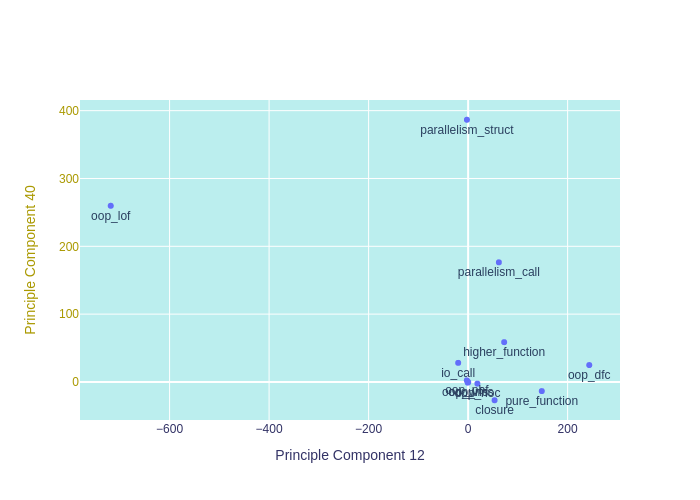 400
parallelism_struct
300
oop_lof
200
parallelism_call
100
higher_function
io_call
oop_dfc
0
pure_function
closure
−600
−400
−200
0
200
Principle Component 12
Principle Component 40